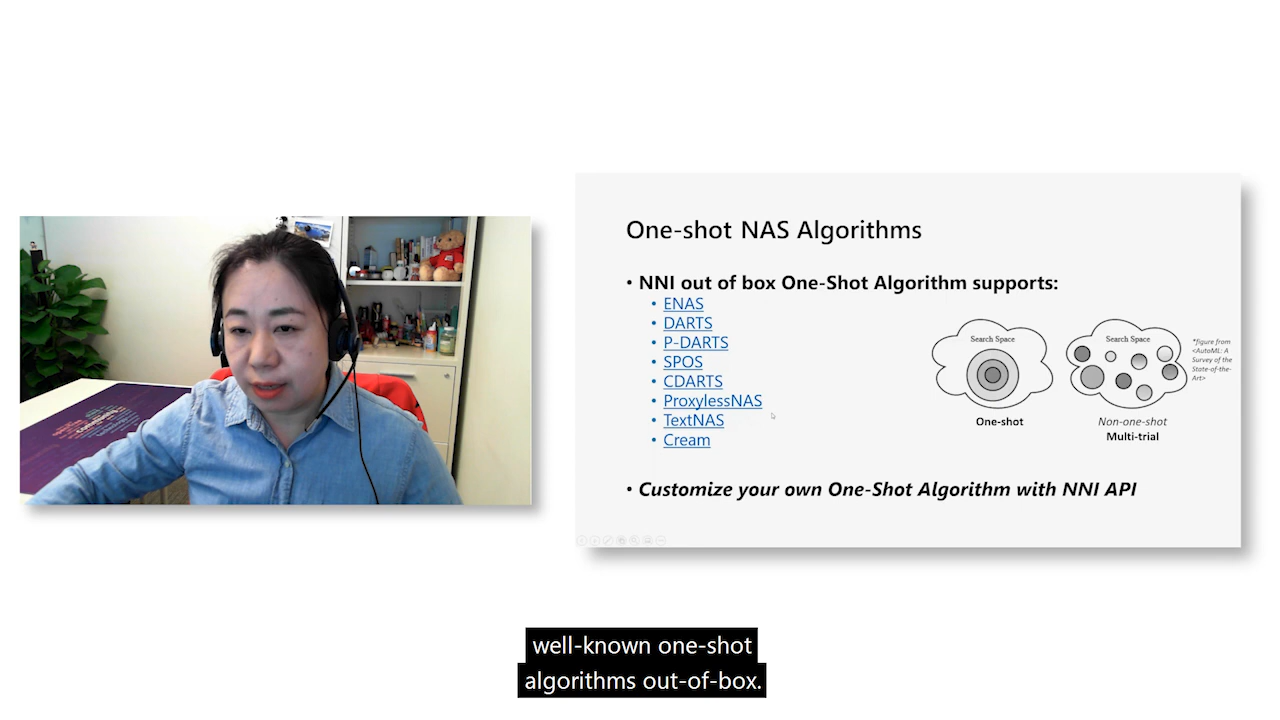 One-shot NAS Algorithms
• NNI out of box One-Shot Algorithm supports:
• ENAS
• DARTS
• P-DARTS
• SPOS
• CDARTS
• ProxylessNAS
• TextNAS
• Cream
Search Space
One-shot
Search Space
Non-one-shot
Multi-trial
*figure from
<AutoML: A
Survey of the
State-of-the-
Art>
• Customize your own One-Shot Algorithm with NNI API
well-known one-shot
algorithms out-of-box.